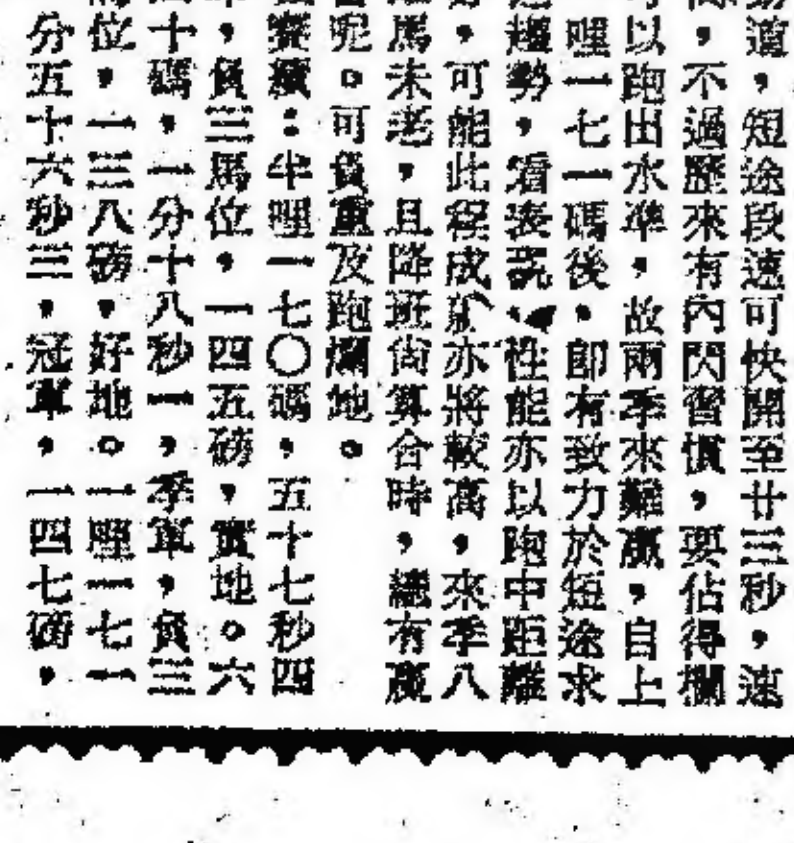 道,短途段速可快開至廿三秒,速
,不過歷來有內閃習慣,要佔得欄
以跑出水準,故兩季來難贏,自上
哩一七一碼後,即有致力於短途求
趨勢,看表現,性能亦以跑中距離
,可能此程成於亦將較高,來季八
馬未老,且降班尙算合時,總有贏
呢。可負重及跑爛地。
賽績:半哩一七〇碼,五十七秒四
,負三馬位,一四五磅,實地。六
十碼,一分十八秒一,季軍,負三
位,一三八磅,好地。一哩一七一
分五十六秒三,冠軍,一四七磅,